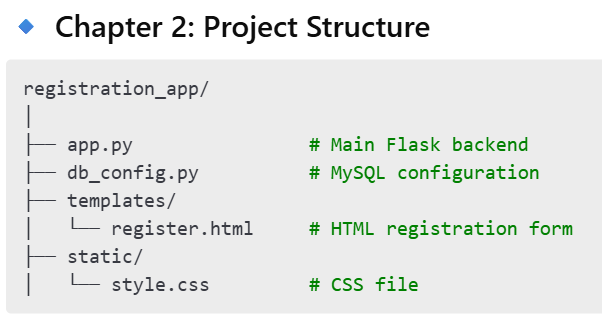 🔹 Chapter 2: Project Structure
registration_app/
│
├── app.py                # Main Flask backend
├── db_config.py          # MySQL configuration
├── templates/
│   └── register.html     # HTML registration form
├── static/
│   └── style.css         # CSS file